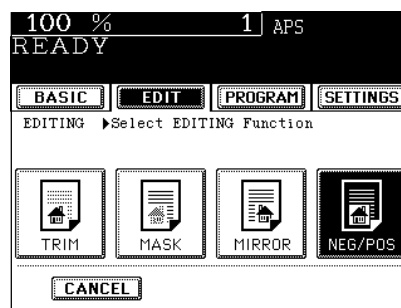 100 % 1 APS
READY
BASIC EDIT PROGRAM SETTINGS
EDITING ▶Select EDITING Function
TRIM MASK MIRROR NEG/POS
CANCEL